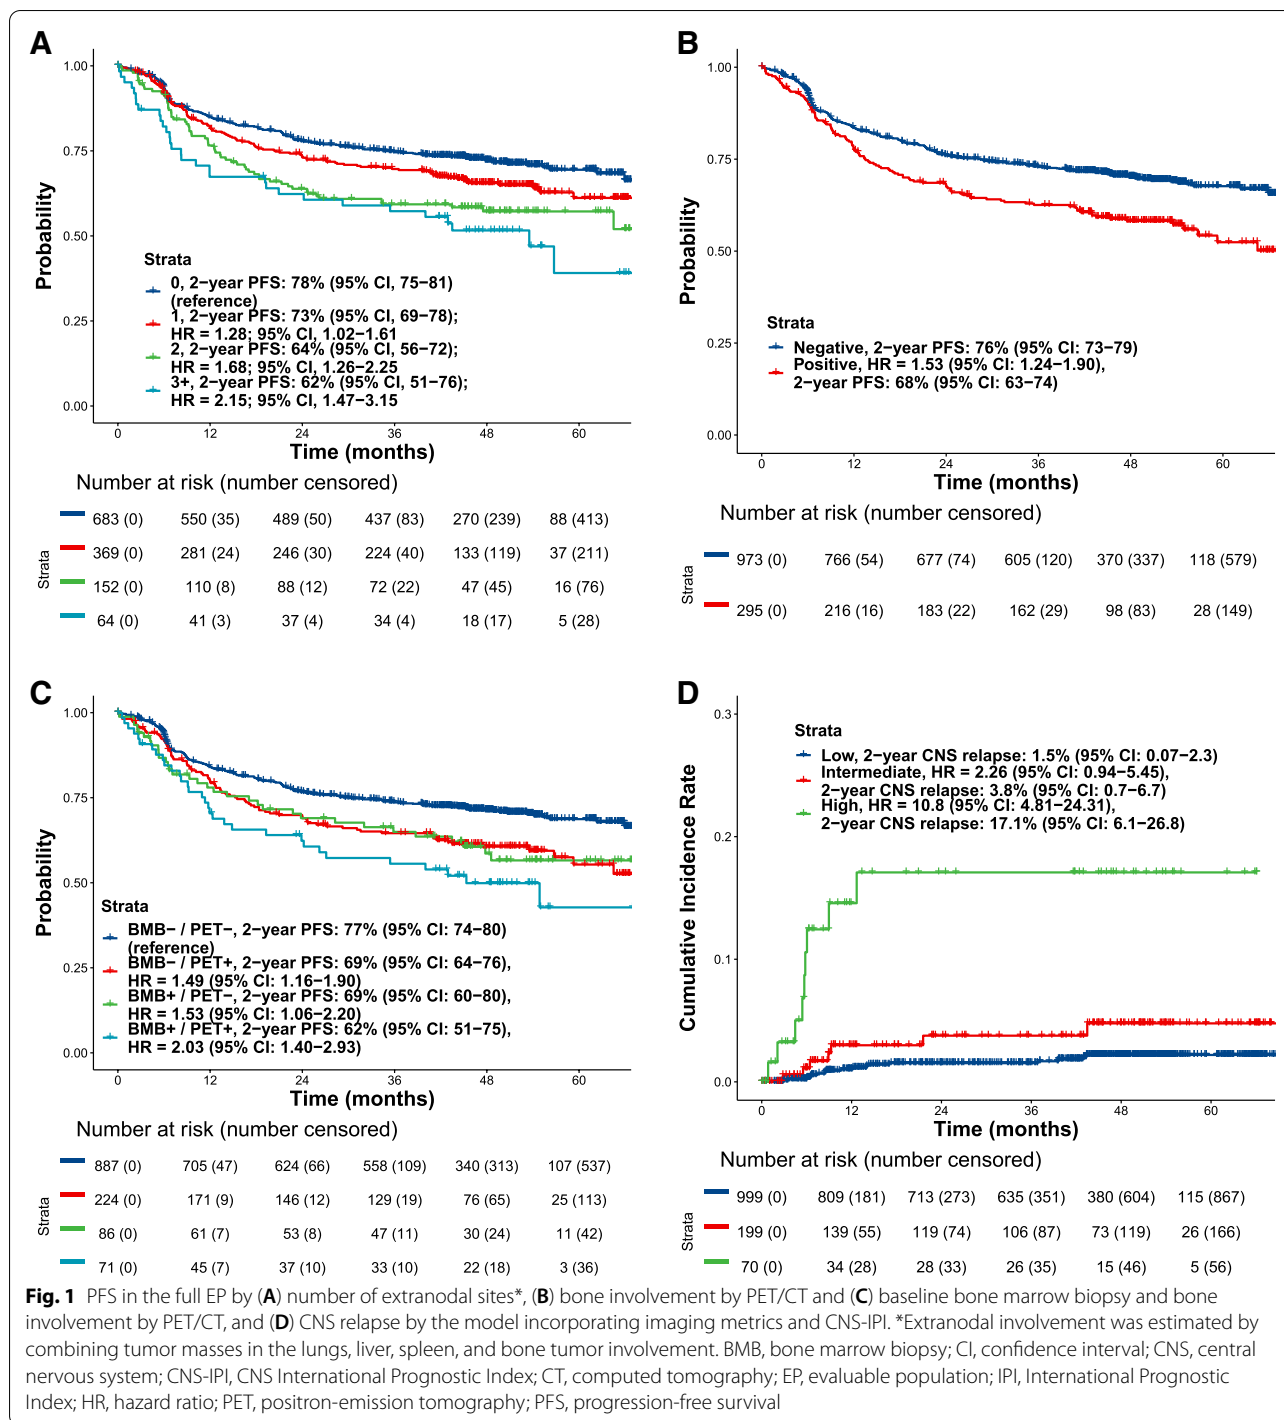 A
1.00
0.75
0.50
0.25
0.00
Probability
Strata
0, 2−year PFS: 78% (95% CI, 75−81)
(reference)
1, 2−year PFS: 73% (95% CI, 69−78);
HR = 1.28; 95% CI, 1.02−1.61
2, 2−year PFS: 64% (95% CI, 56−72);
HR = 1.68; 95% CI, 1.26−2.25
3+, 2−year PFS: 62% (95% CI, 51−76);
HR = 2.15; 95% CI, 1.47−3.15
0 12 24 36 48 60
Time (months)
Number at risk (number censored)
Strata
683 (0) 550 (35) 489 (50) 437 (83) 270 (239) 88 (413)
369 (0) 281 (24) 246 (30) 224 (40) 133 (119) 37 (211)
152 (0) 110 (8) 88 (12) 72 (22) 47 (45) 16 (76)
64 (0) 41 (3) 37 (4) 34 (4) 18 (17) 5 (28)
B
1.00
0.75
0.50
0.25
0.00
Probability
Strata
Negative, 2−year PFS: 76% (95% CI: 73−79)
Positive, HR = 1.53 (95% CI: 1.24−1.90),
2−year PFS: 68% (95% CI: 63−74)
0 12 24 36 48 60
Time (months)
Number at risk (number censored)
Strata
973 (0) 766 (54) 677 (74) 605 (120) 370 (337) 118 (579)
295 (0) 216 (16) 183 (22) 162 (29) 98 (83) 28 (149)
C
1.00
0.75
0.50
0.25
0.00
Probability
Strata
BMB− / PET−, 2−year PFS: 77% (95% CI: 74−80)
(reference)
BMB− / PET+, 2−year PFS: 69% (95% CI: 64−76),
HR = 1.49 (95% CI: 1.16−1.90)
BMB+ / PET−, 2−year PFS: 69% (95% CI: 60−80),
HR = 1.53 (95% CI: 1.06−2.20)
BMB+ / PET+, 2−year PFS: 62% (95% CI: 51−75),
HR = 2.03 (95% CI: 1.40−2.93)
0 12 24 36 48 60
Time (months)
Number at risk (number censored)
Strata
887 (0) 705 (47) 624 (66) 558 (109) 340 (313) 107 (537)
224 (0) 171 (9) 146 (12) 129 (19) 76 (65) 25 (113)
86 (0) 61 (7) 53 (8) 47 (11) 30 (24) 11 (42)
71 (0) 45 (7) 37 (10) 33 (10) 22 (18) 3 (36)
D
0.3
0.2
0.1
0.0
Cumulative Incidence Rate
Strata
Low, 2−year CNS relapse: 1.5% (95% CI: 0.07−2.3)
Intermediate, HR = 2.26 (95% CI: 0.94−5.45),
2−year CNS relapse: 3.8% (95% CI: 0.7−6.7)
High, HR = 10.8 (95% CI: 4.81−24.31),
2−year CNS relapse: 17.1% (95% CI: 6.1−26.8)
0 12 24 36 48 60
Time (months)
Number at risk (number censored)
Strata
999 (0) 809 (181) 713 (273) 635 (351) 380 (604) 115 (867)
199 (0) 139 (55) 119 (74) 106 (87) 73 (119) 26 (166)
70 (0) 34 (28) 28 (33) 26 (35) 15 (46) 5 (56)
Fig. 1 PFS in the full EP by (A) number of extranodal sites*, (B) bone involvement by PET/CT and (C) baseline bone marrow biopsy and bone
involvement by PET/CT, and (D) CNS relapse by the model incorporating imaging metrics and CNS-IPI. *Extranodal involvement was estimated by
combining tumor masses in the lungs, liver, spleen, and bone tumor involvement. BMB, bone marrow biopsy; CI, confidence interval; CNS, central
nervous system; CNS-IPI, CNS International Prognostic Index; CT, computed tomography; EP, evaluable population; IPI, International Prognostic
Index; HR, hazard ratio; PET, positron-emission tomography; PFS, progression-free survival